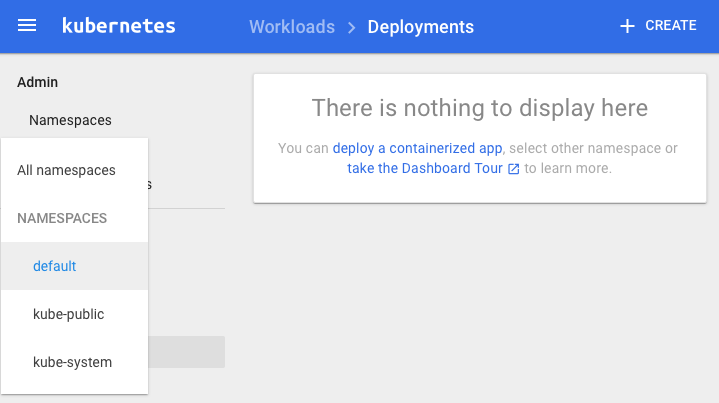 kubernetes
Workloads > Deployments
+ CREATE
Admin
Namespaces
All namespaces
s
NAMESPACES
default
kube-public
kube-system
There is nothing to display here
You can deploy a containerized app, select other namespace or
take the Dashboard Tour to learn more.